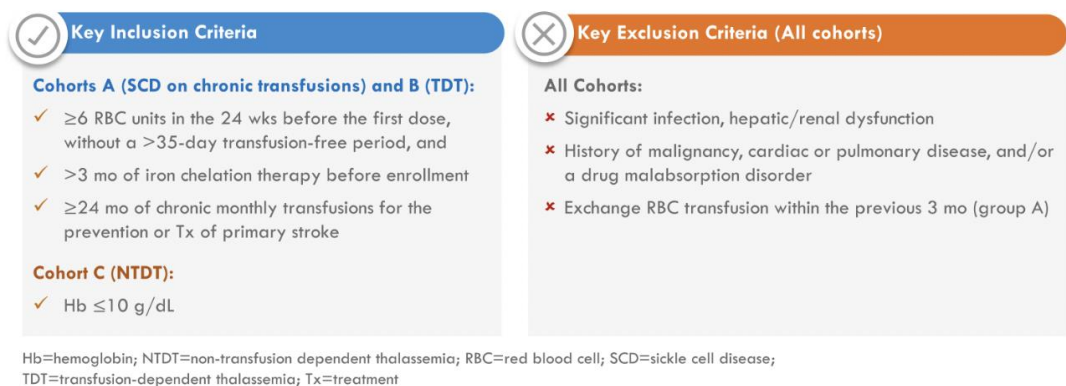 Key Inclusion Criteria
Cohorts A (SCD on chronic transfusions) and B (TDT):
✓ ≥6 RBC units in the 24 wks before the first dose,
without a >35-day transfusion-free period, and
✓ >3 mo of iron chelation therapy before enrollment
✓ ≥24 mo of chronic monthly transfusions for the
prevention or Tx of primary stroke
Cohort C (NTDT):
✓ Hb ≤10 g/dL
Key Exclusion Criteria (All cohorts)
All Cohorts:
✘ Significant infection, hepatic/renal dysfunction
✘ History of malignancy, cardiac or pulmonary disease, and/or
a drug malabsorption disorder
✘ Exchange RBC transfusion within the previous 3 mo (group A)
Hb=hemoglobin; NTDT=non-transfusion dependent thalassemia; RBC=red blood cell; SCD=sickle cell disease;
TDT=transfusion-dependent thalassemia; Tx=treatment